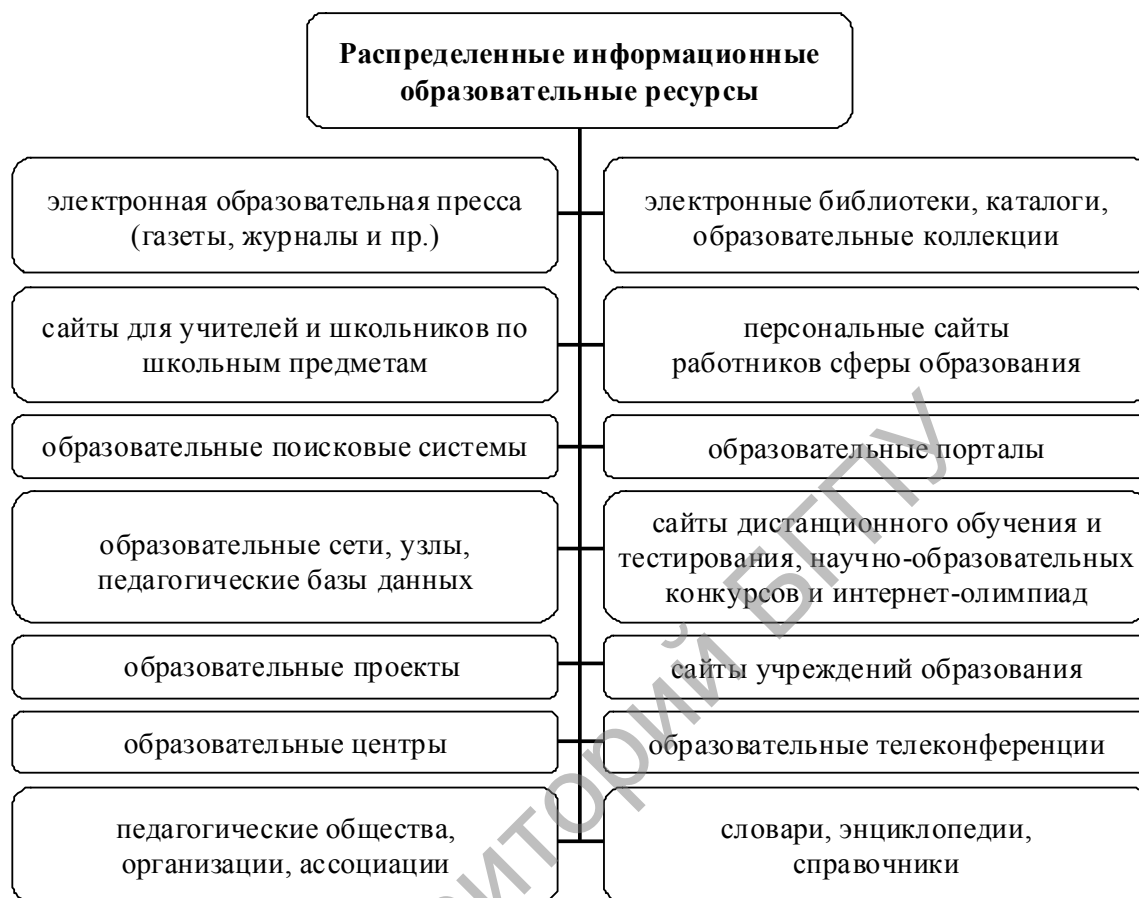 Распределенные информационные
образовательные ресурсы
электронная образовательная пресса
(газеты, журналы и пр.)
электронные библиотеки, каталоги,
образовательные коллекции
сайты для учителей и школьников по
школьным предметам
персональные сайты
работников сферы образования
образовательные поисковые системы
образовательные порталы
образовательные сети, узлы,
педагогические базы данных
сайты дистанционного обучения и
тестирования, научно-образовательных
конкурсов и интернет-олимпиад
образовательные проекты
сайты учреждений образования
образовательные центры
образовательные телеконференции
педагогические общества,
организации, ассоциации
словари, энциклопедии,
справочники
БГПУ